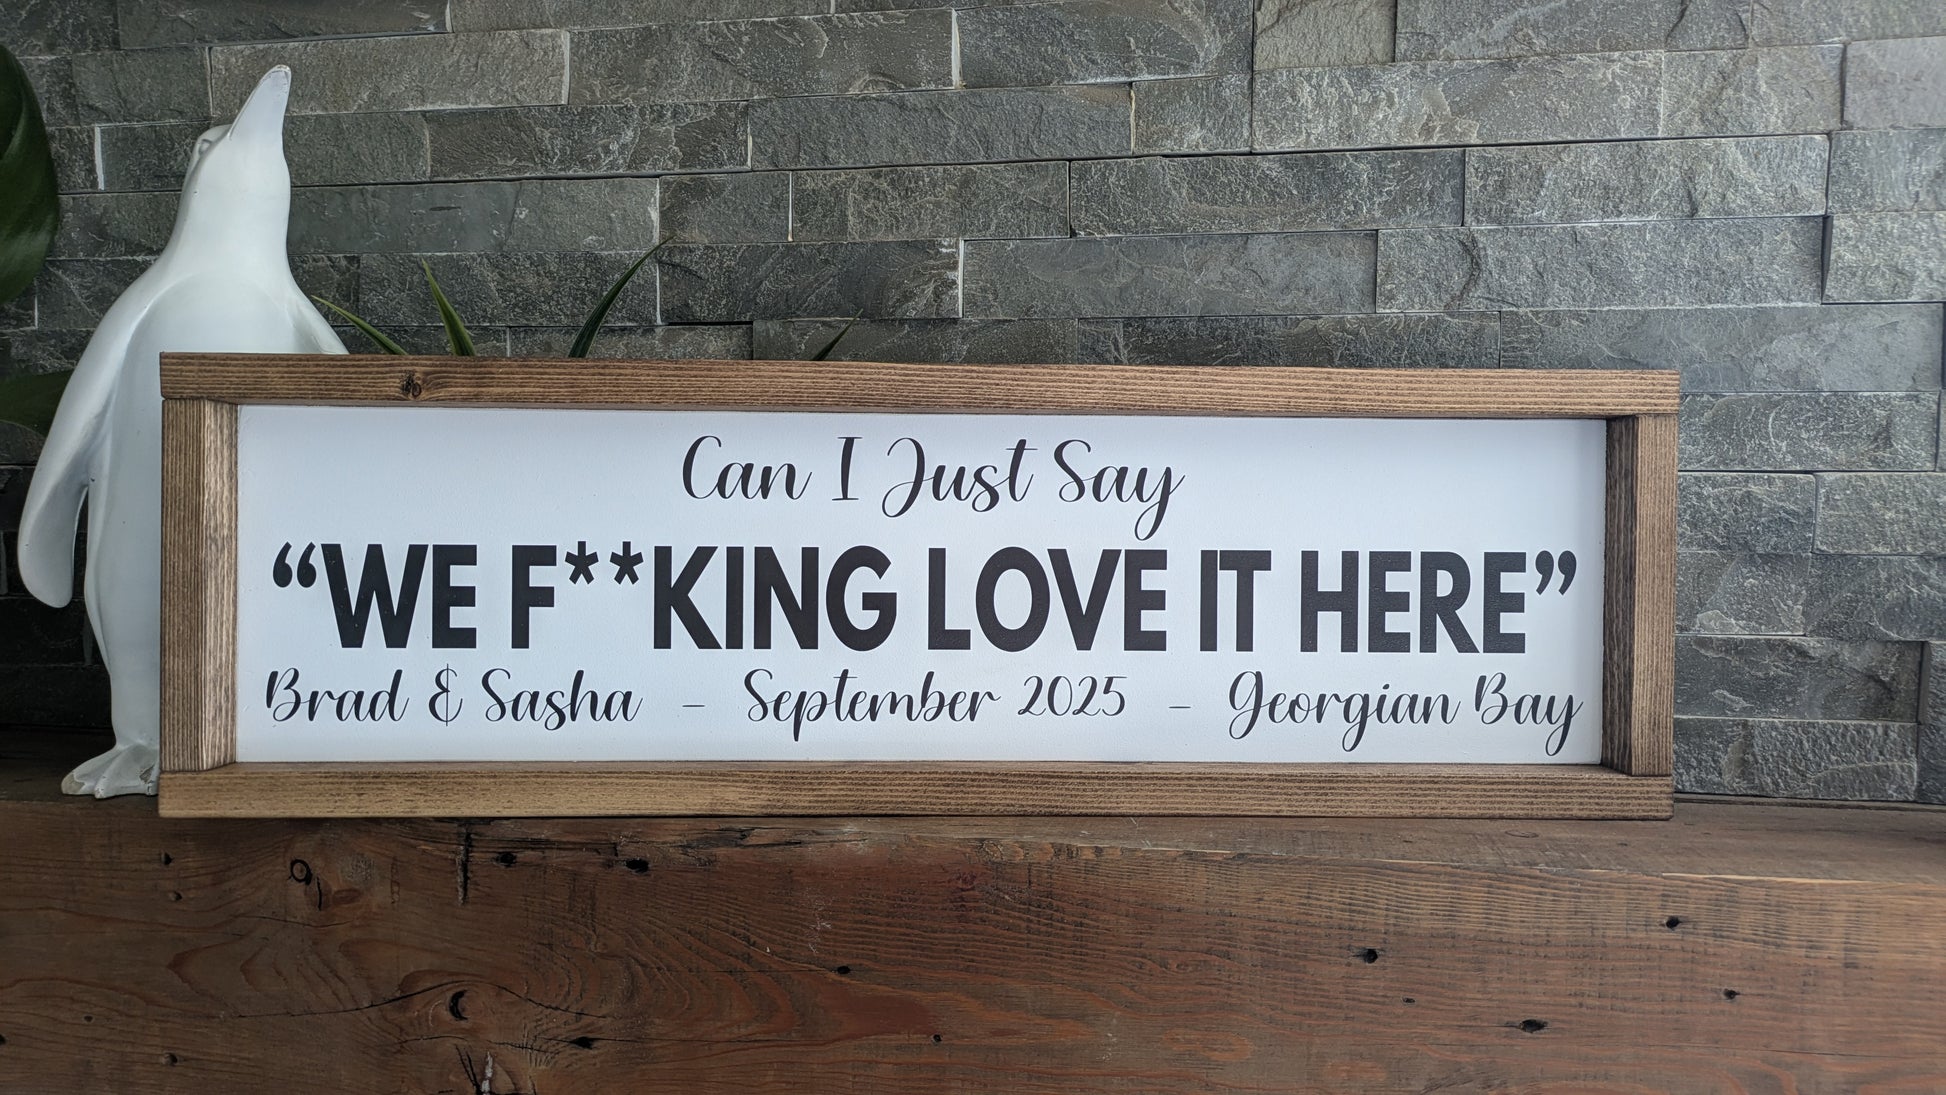 Can I Just Say
“WE F**KING LOVE IT HERE”
Brad & Sasha – September 2025 – Georgian Bay